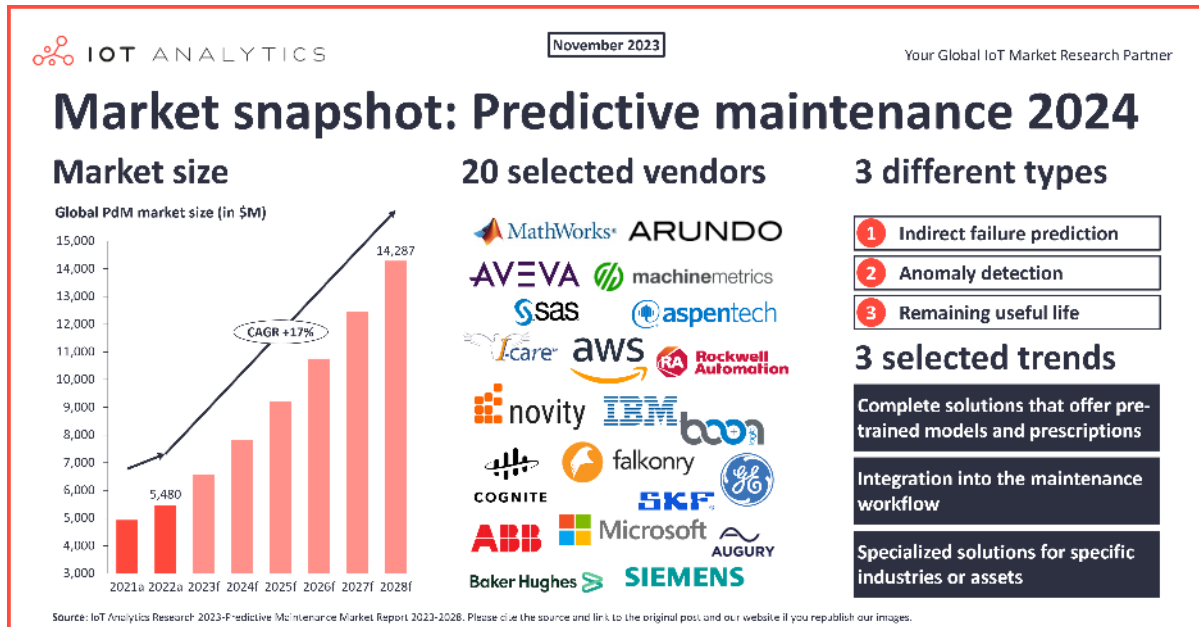 IOT ANALYTICS
November 2023
Your Global IoT Market Research Partner
Market snapshot: Predictive maintenance 2024
Market size
Global PdM market size (in $M)
15,000
14,000
13,000
12,000
11,000
10,000
9,000
8,000
7,000
6,000
5,000
4,000
3,000
14,287
CAGR +17%
5,480
2021a 2022a 2023f 2024f 2025f 2026f 2027f 2028f
20 selected vendors
MathWorks® ARUNDO
AVEVA machinemetrics
sas aspentech
I-care aws Rockwell
Automation
novity IBM boon
COGNITE falkonry GE
SKF
ABB Microsoft AUGURY
Baker Hughes SIEMENS
3 different types
1 Indirect failure prediction
2 Anomaly detection
3 Remaining useful life
3 selected trends
Complete solutions that offer pre-
trained models and prescriptions
Integration into the maintenance
workflow
Specialized solutions for specific
industries or assets
Source: IoT Analytics Research 2023-Predictive Maintenance Market Report 2023-2028. Please cite the source and link to the original post and our website if you republish our images.